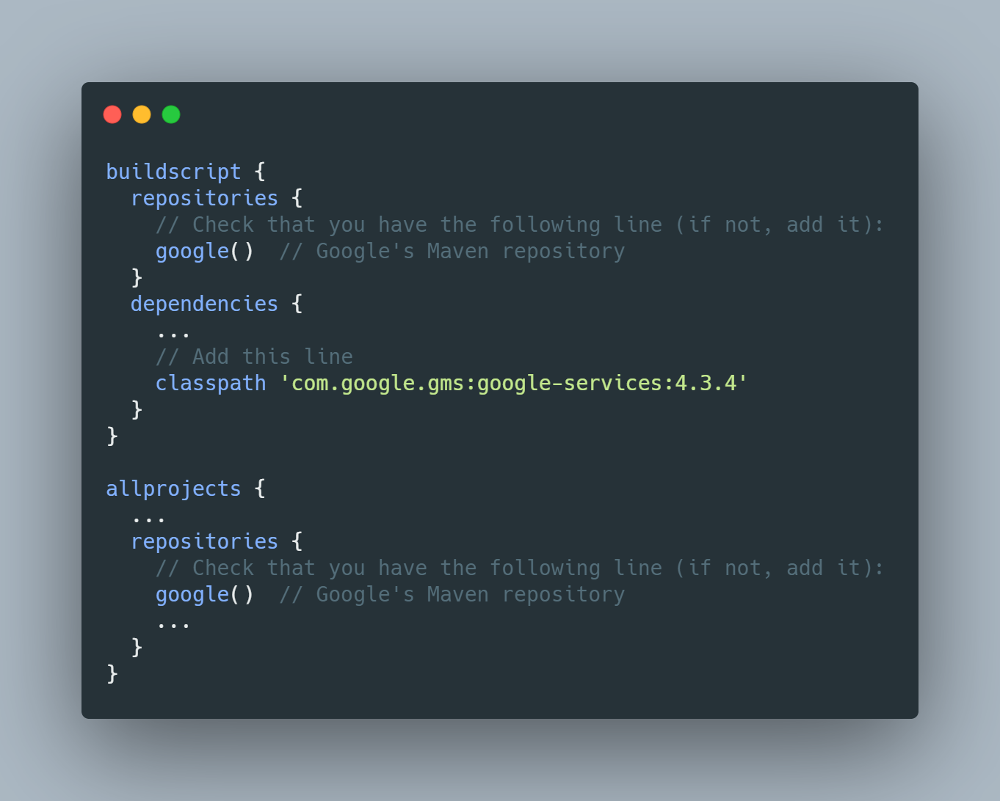 buildscript {
  repositories {
    // Check that you have the following line (if not, add it):
    google()  // Google's Maven repository
  }
  dependencies {
    ...
    // Add this line
    classpath 'com.google.gms:google-services:4.3.4'
  }
}

allprojects {
  ...
  repositories {
    // Check that you have the following line (if not, add it):
    google()  // Google's Maven repository
    ...
  }
}